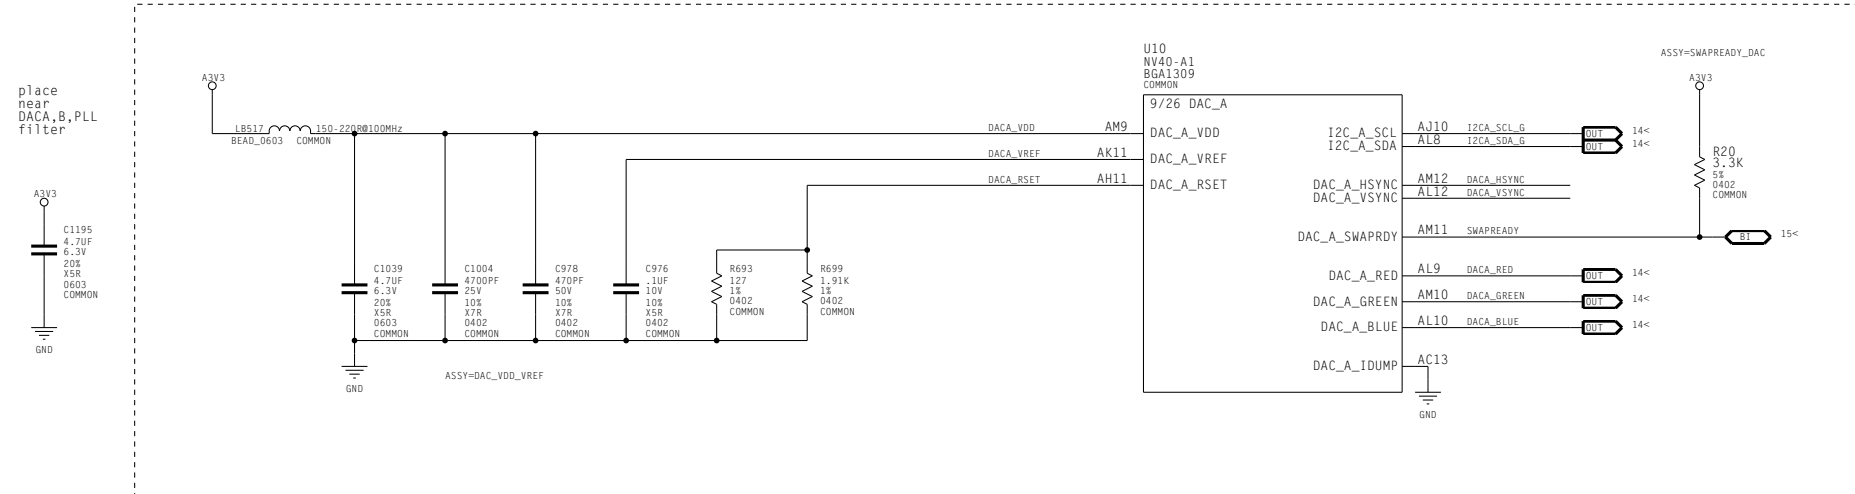 place
near
DACA,B,PLL
filter
A3V3
C1195
4.7UF
6.3V
20%
X5R
0603
COMMON
GND
A3V3
LB517
150-220R@100MHz
BEAD_0603
COMMON
C1039
4.7UF
6.3V
20%
X5R
0603
COMMON
C1004
4700PF
25V
10%
X7R
0402
COMMON
C978
470PF
50V
10%
X7R
0402
COMMON
C976
.1UF
10V
10%
X5R
0402
COMMON
R693
127
1%
0402
COMMON
R699
1.91K
1%
0402
COMMON
GND
ASSY=DAC_VDD_VREF
DACA_VDD
AM9
DACA_VREF
AK11
DACA_RSET
AH11
U10
NV40-A1
BGA1309
COMMON
9/26 DAC_A
DAC_A_VDD
DAC_A_VREF
DAC_A_RSET
I2C_A_SCL
AJ10
I2CA_SCL_G
OUT
14<
I2C_A_SDA
AL8
I2CA_SDA_G
OUT
14<
DAC_A_HSYNC
AM12
DACA_HSYNC
DAC_A_VSYNC
AL12
DACA_VSYNC
DAC_A_SWAPRDY
AM11
SWAPREADY
BI
15<
DAC_A_RED
AL9
DACA_RED
OUT
14<
DAC_A_GREEN
AM10
DACA_GREEN
OUT
14<
DAC_A_BLUE
AL10
DACA_BLUE
OUT
14<
DAC_A_IDUMP
AC13
GND
ASSY=SWAPREADY_DAC
A3V3
R20
3.3K
5%
0402
COMMON